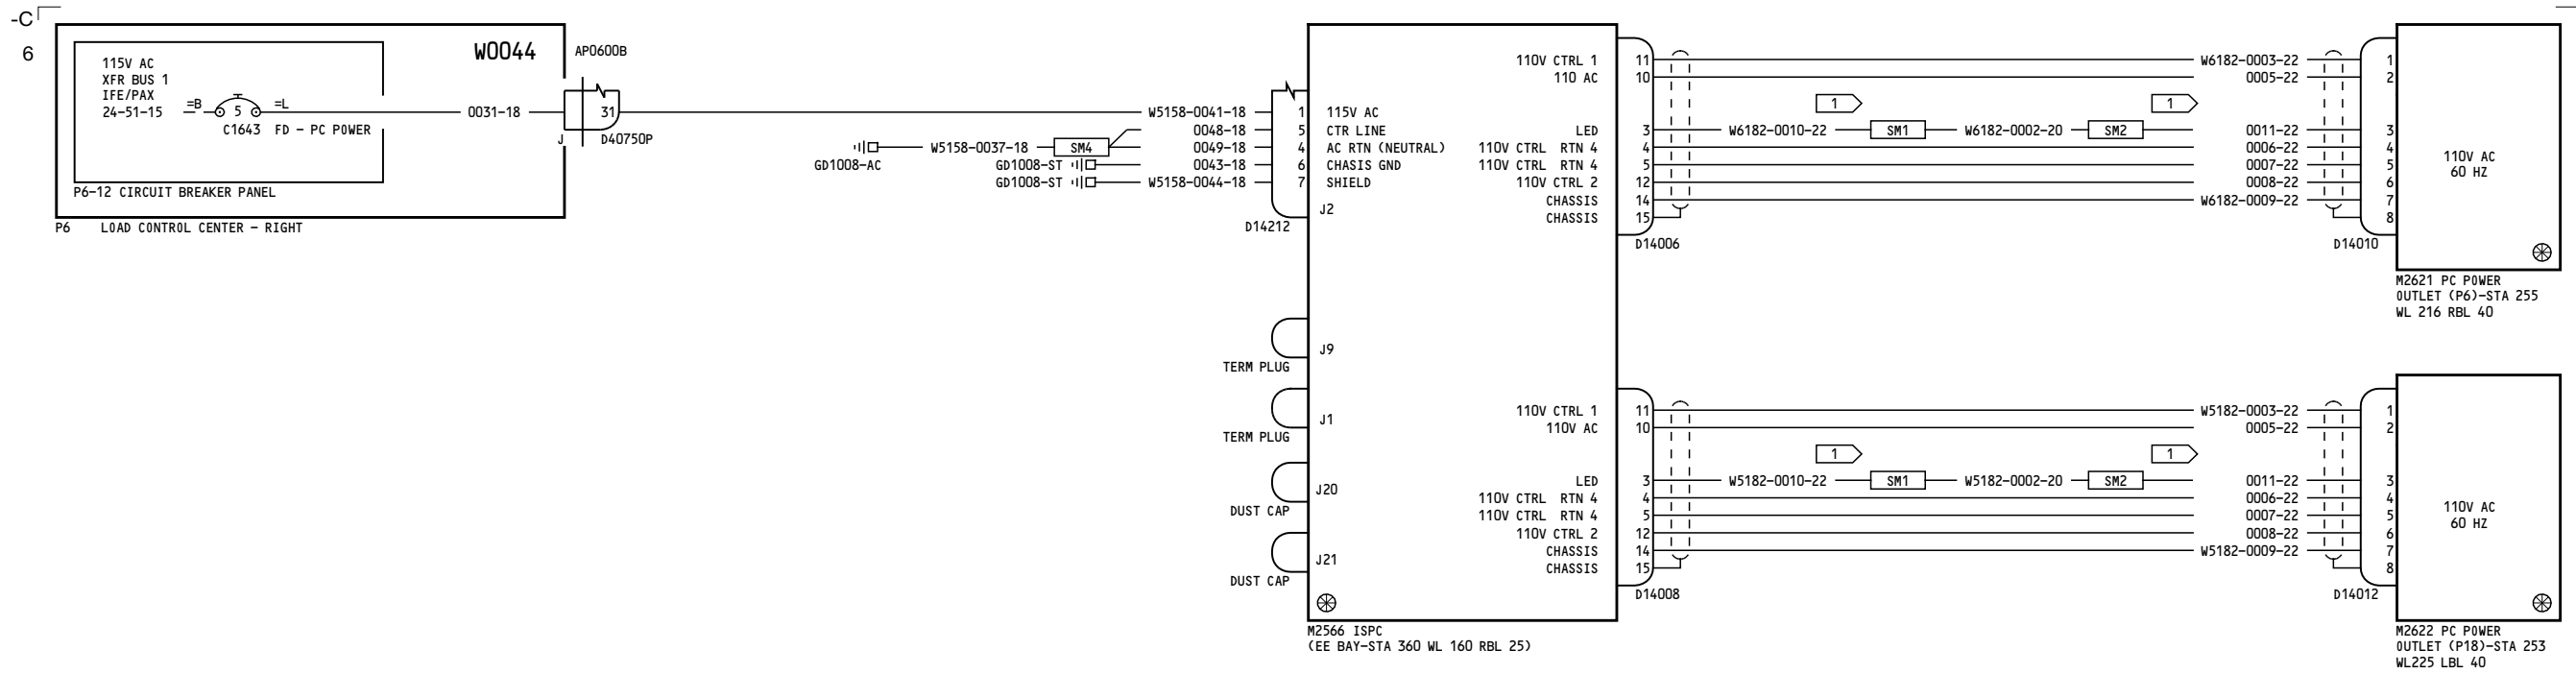 -C
6
W0044
AP0600B
115V AC
XFR BUS 1
IFE/PAX
24-51-15
=B
5
=L
C1643 FD - PC POWER
0031-18
31
J
D40750P
P6-12 CIRCUIT BREAKER PANEL
P6 LOAD CONTROL CENTER - RIGHT
W5158-0041-18
0048-18
GD1008-AC
W5158-0037-18
SM4
0049-18
GD1008-ST
0043-18
GD1008-ST
W5158-0044-18
D14212
1 115V AC
5 CTR LINE
4 AC RTN (NEUTRAL)
6 CHASIS GND
7 SHIELD
J2
J9
TERM PLUG
J1
TERM PLUG
J20
DUST CAP
J21
DUST CAP
M2566 ISPC
(EE BAY-STA 360 WL 160 RBL 25)
110V CTRL 1 11
110 AC 10
LED 3
110V CTRL RTN 4 4
110V CTRL RTN 4 5
110V CTRL 2 12
CHASSIS 14
CHASSIS 15
D14006
1
1
W6182-0010-22
SM1
W6182-0002-20
SM2
W6182-0003-22 1
0005-22 2
0011-22 3
0006-22 4
0007-22 5
0008-22 6
W6182-0009-22 7
8
D14010
110V AC
60 HZ
M2621 PC POWER
OUTLET (P6)-STA 255
WL 216 RBL 40
110V CTRL 1 11
110V AC 10
LED 3
110V CTRL RTN 4 4
110V CTRL RTN 4 5
110V CTRL 2 12
CHASSIS 14
CHASSIS 15
D14008
1
1
W5182-0010-22
SM1
W5182-0002-20
SM2
W5182-0003-22 1
0005-22 2
0011-22 3
0006-22 4
0007-22 5
0008-22 6
W5182-0009-22 7
8
D14012
110V AC
60 HZ
M2622 PC POWER
OUTLET (P18)-STA 253
WL225 LBL 40